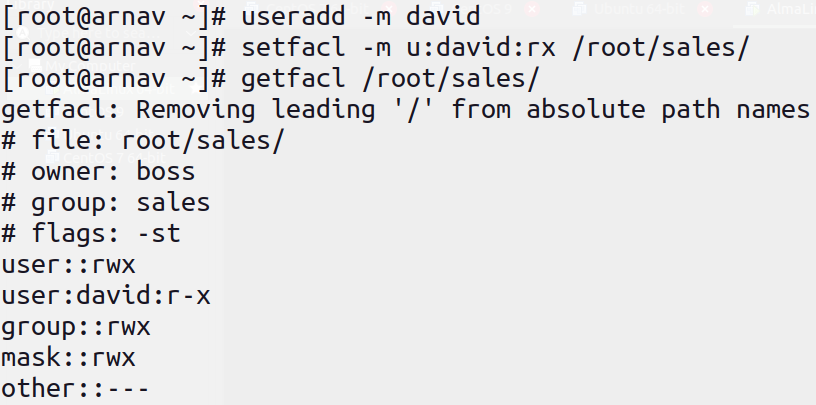 [root@arnav ~]# useradd -m david
[root@arnav ~]# setfacl -m u:david:rx /root/sales/
[root@arnav ~]# getfacl /root/sales/
getfacl: Removing leading '/' from absolute path names
# file: root/sales/
# owner: boss
# group: sales
# flags: -st
user::rwx
user:david:r-x
group::rwx
mask::rwx
other::---